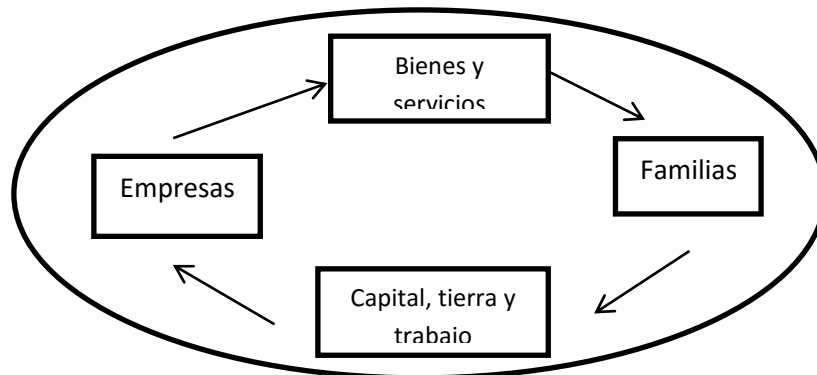 Bienes y
servicios
Empresas
Familias
Capital, tierra y
trabajo